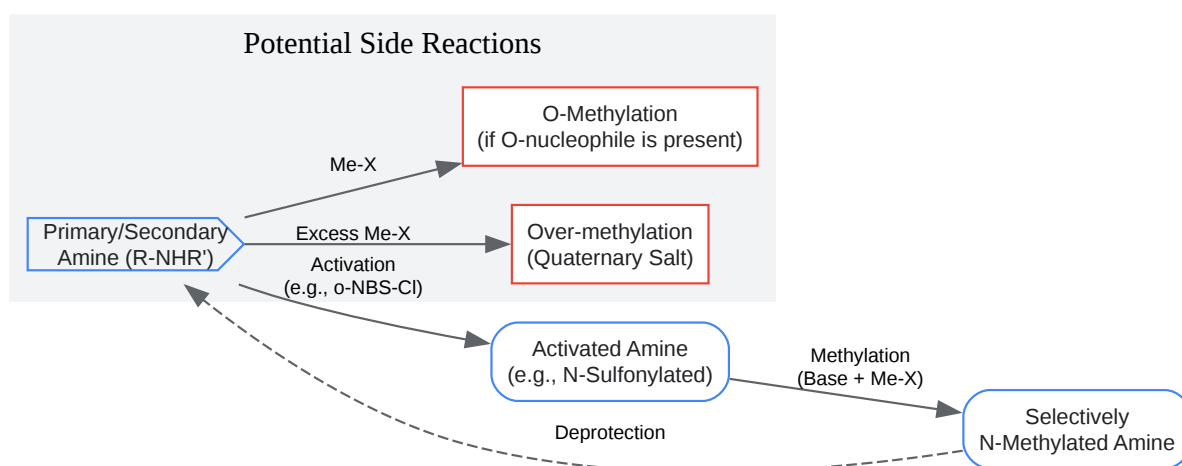 Potential Side Reactions
O-Methylation
(if O-nucleophile is present)
Me-X
Primary/Secondary
Amine (R-NHR')
Excess Me-X
Over-methylation
(Quaternary Salt)
Activation
(e.g., o-NBS-Cl)
Activated Amine
(e.g., N-Sulfonylated)
Methylation
(Base + Me-X)
Selectively
N-Methylated Amine
Deprotection